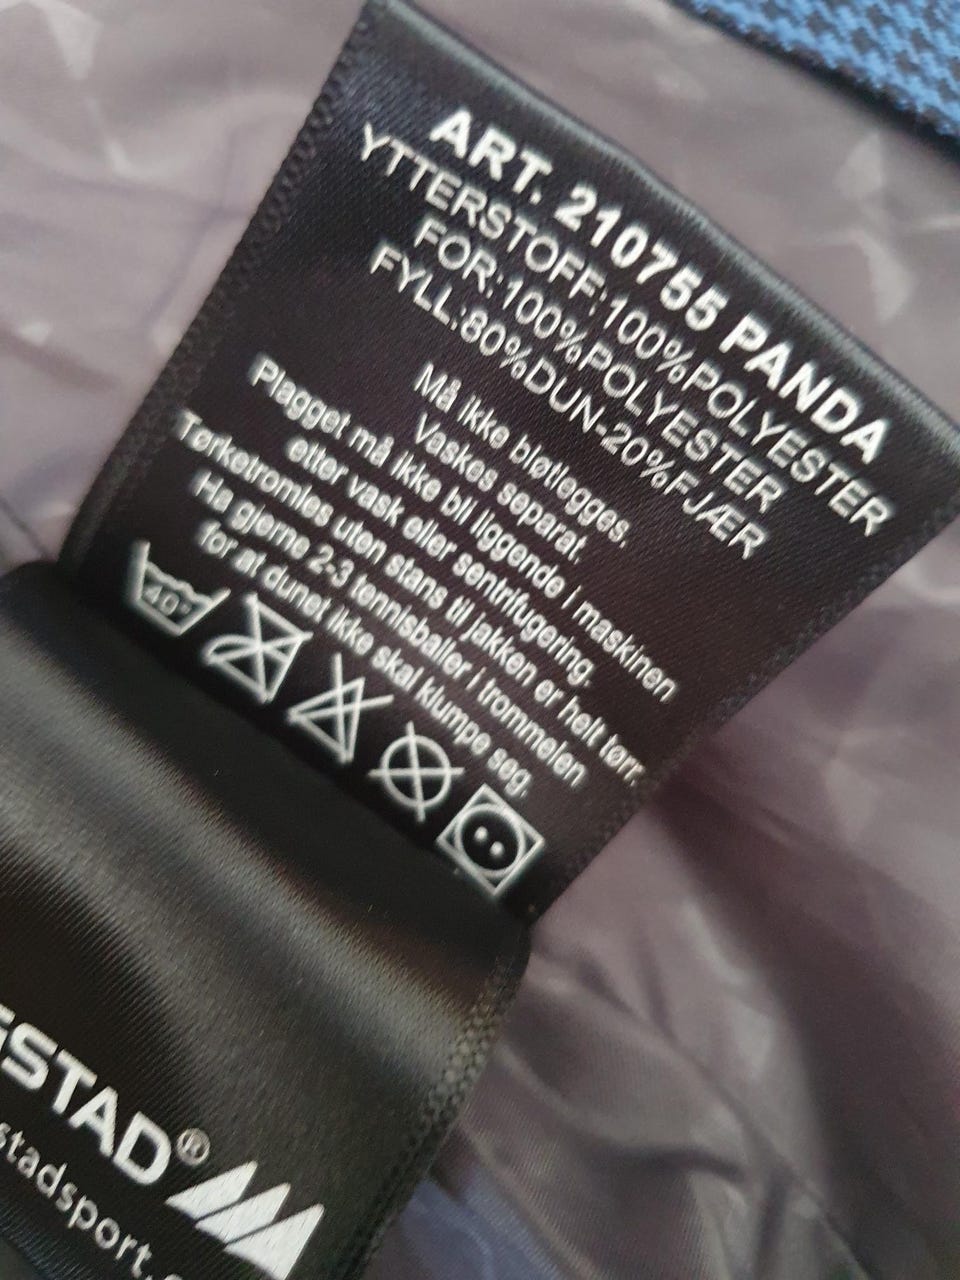 ART. 210755 PANDA
YTTERSTOFF:100%POLYESTER
FOR:100%POLYESTER
FYLL:80%DUN-20%FJÆR
Må ikke bløtlegges.
Vaskes separat.
Plagget må ikke bli liggende i maskinen
etter vask eller sentrifugering.
Tørketromles uten stans til jakken er helt tørr.
Ha gjerne 2-3 tennisballer i trommelen
for at dunet ikke skal klumpe seg.
40°
STAD®
stadsport.